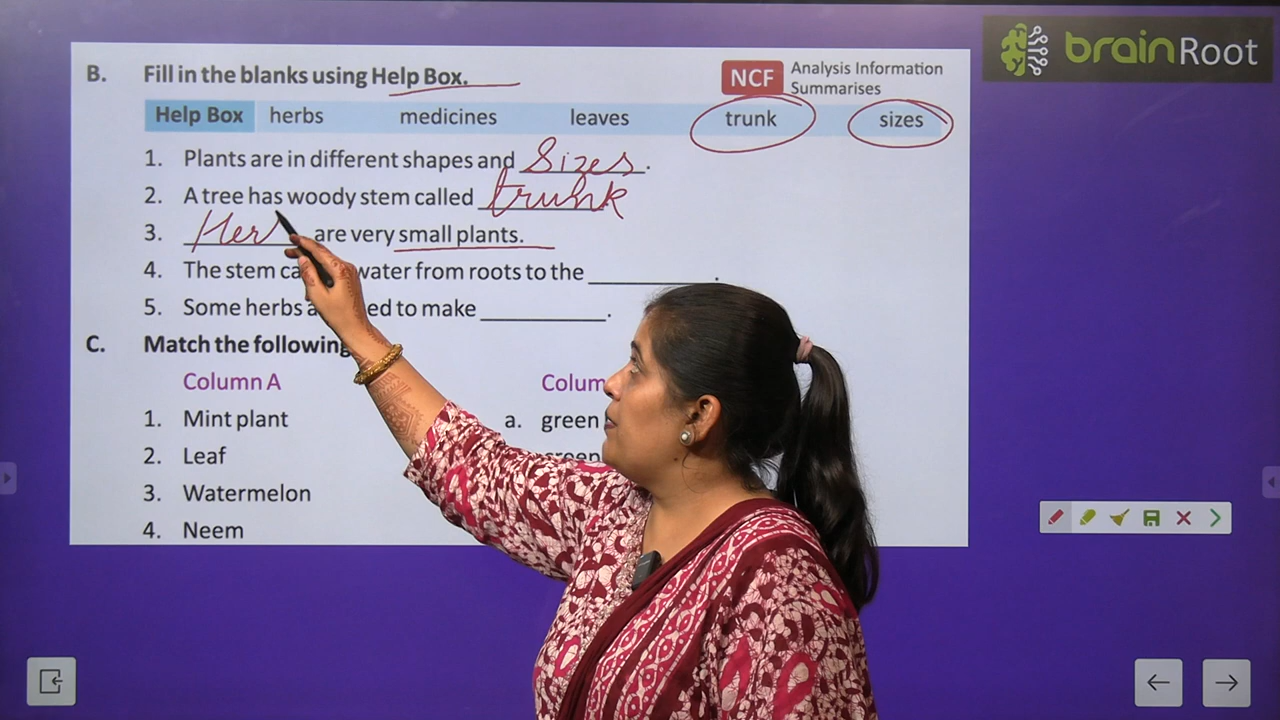 brainRoot
B. Fill in the blanks using Help Box.
NCF Analysis Information Summarises
Help Box herbs medicines leaves trunk sizes
1. Plants are in different shapes and Sizes.
2. A tree has woody stem called trunk.
3. Her are very small plants.
4. The stem water from roots to the ________.
5. Some herbs to make ________.
C. Match the following
Column A
1. Mint plant a. green
2. Leaf
3. Watermelon
4. Neem